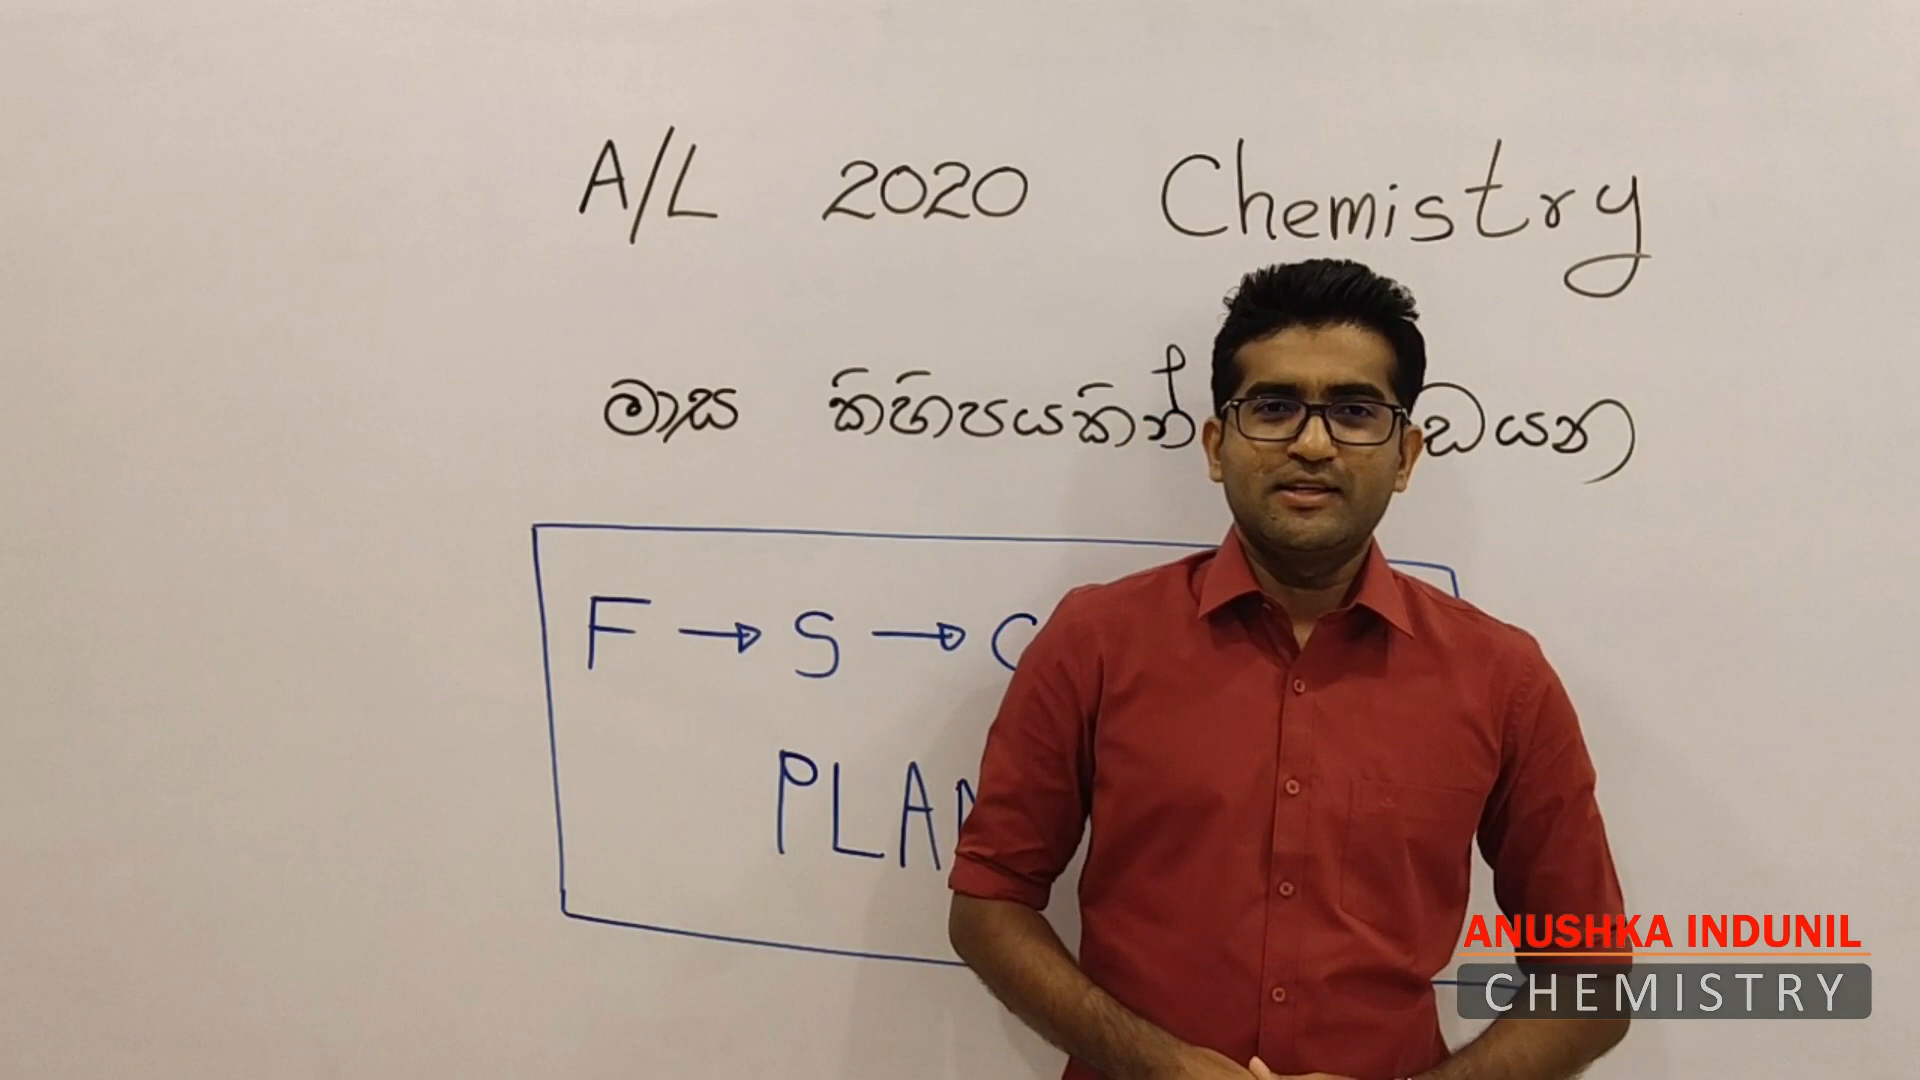 A/L 2020 Chemistry
මාස කිහිපයකින්
F → S → C
PLAN
ANUSHKA INDUNIL
CHEMISTRY